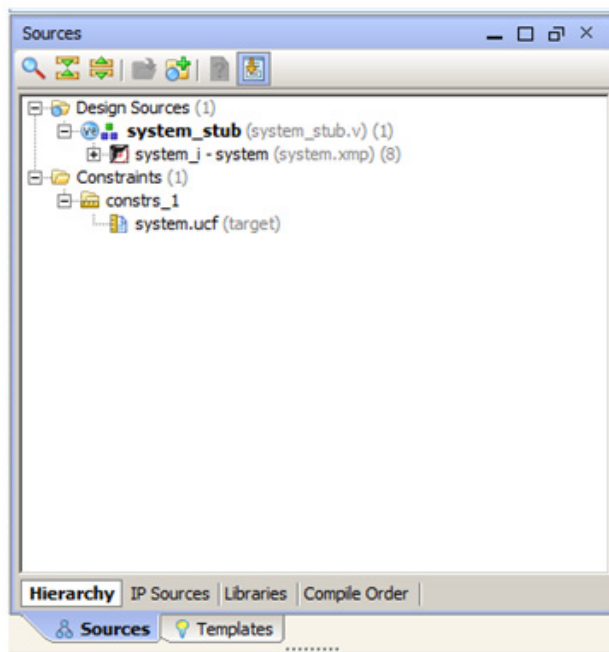 Sources
Design Sources (1)
system_stub (system_stub.v) (1)
system_i - system (system.xmp) (8)
Constraints (1)
constrs_1
system.ucf (target)
Hierarchy IP Sources Libraries Compile Order
Sources Templates